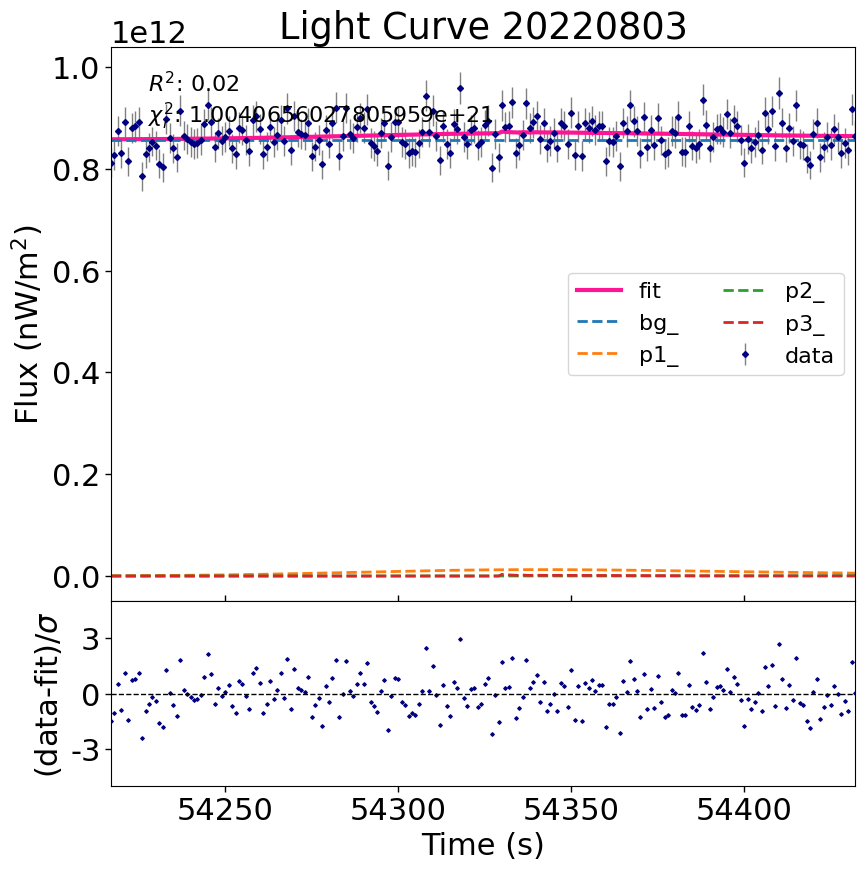 Light Curve 20220803
1e12
1.0
0.8
0.6
0.4
0.2
0.0
Flux (nW/m²)
R²: 0.02
χᵣ²: 1.0040656027805959e+21
fit
bg_
p1_
p2_
p3_
data
3
0
-3
(data-fit)/σ
54250 54300 54350 54400
Time (s)